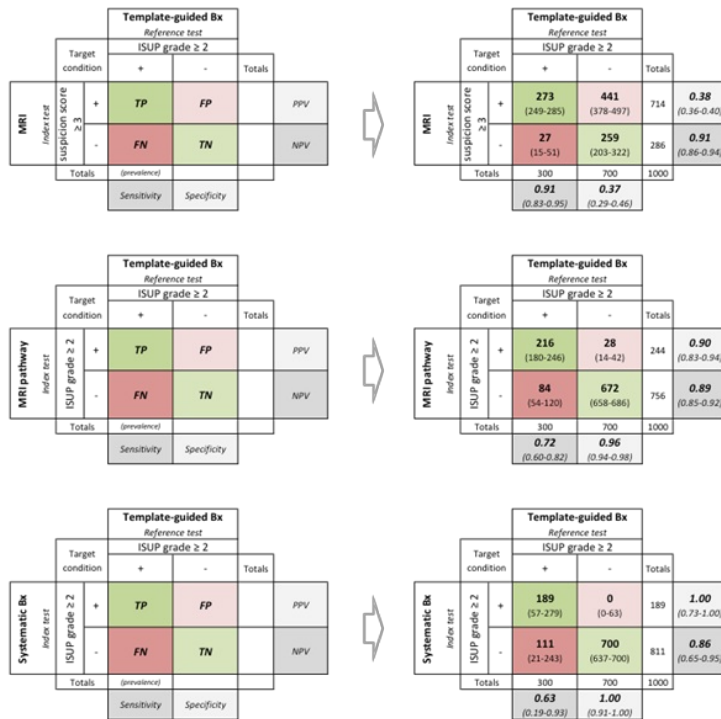 Template-guided Bx
Reference test
ISUP grade ≥ 2
Target condition
+
-
Totals
MRI
Index test
suspicion score ≥3
+
TP
FP
PPV
-
FN
TN
NPV
Totals
(prevalence)
Sensitivity
Specificity
Template-guided Bx
Reference test
ISUP grade ≥ 2
Target condition
+
-
Totals
MRI
Index test
suspicion score ≥3
+
273
(249-285)
441
(378-497)
714
0.38
(0.36-0.40)
-
27
(15-51)
259
(203-322)
286
0.91
(0.86-0.94)
Totals
300
700
1000
0.91
(0.83-0.95)
0.37
(0.29-0.46)
Template-guided Bx
Reference test
ISUP grade ≥ 2
Target condition
+
-
Totals
MRI pathway
Index test
ISUP grade ≥ 2
+
TP
FP
PPV
-
FN
TN
NPV
Totals
(prevalence)
Sensitivity
Specificity
Template-guided Bx
Reference test
ISUP grade ≥ 2
Target condition
+
-
Totals
MRI pathway
Index test
ISUP grade ≥ 2
+
216
(180-246)
28
(14-42)
244
0.90
(0.83-0.94)
-
84
(54-120)
672
(658-686)
756
0.89
(0.85-0.92)
Totals
300
700
1000
0.72
(0.60-0.82)
0.96
(0.94-0.98)
Template-guided Bx
Reference test
ISUP grade ≥ 2
Target condition
+
-
Totals
Systematic Bx
Index test
ISUP grade ≥ 2
+
TP
FP
PPV
-
FN
TN
NPV
Totals
(prevalence)
Sensitivity
Specificity
Template-guided Bx
Reference test
ISUP grade ≥ 2
Target condition
+
-
Totals
Systematic Bx
Index test
ISUP grade ≥ 2
+
189
(57-279)
0
(0-63)
189
1.00
(0.73-1.00)
-
111
(21-243)
700
(637-700)
811
0.86
(0.65-0.95)
Totals
300
700
1000
0.63
(0.19-0.93)
1.00
(0.91-1.00)